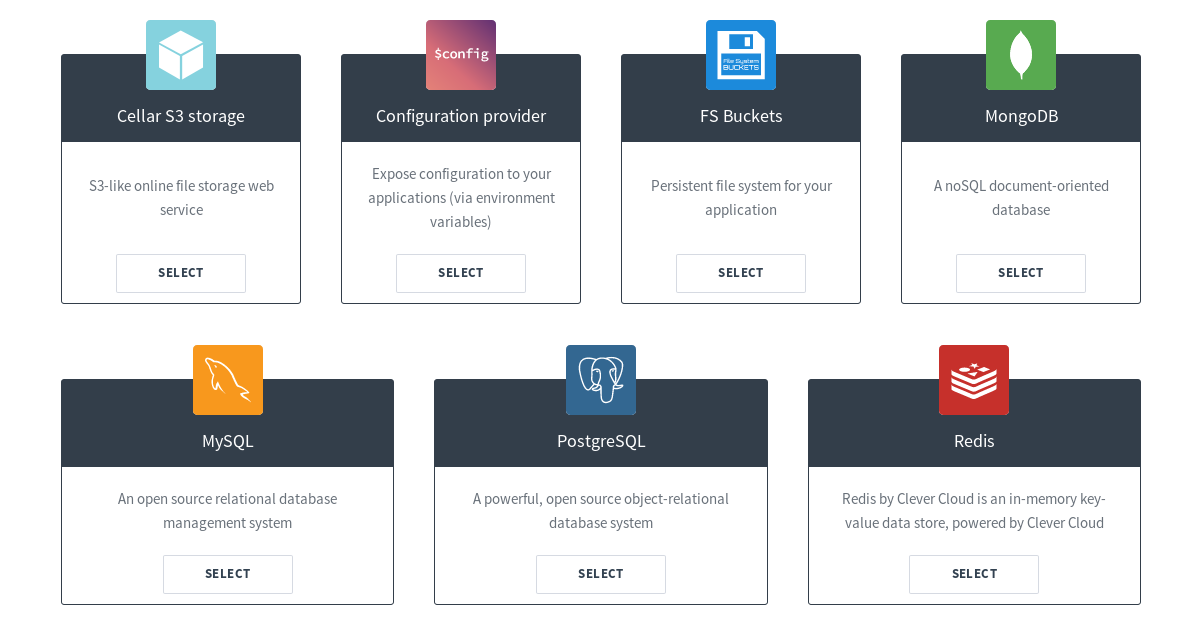 $config
File System
BUCKETS
Cellar S3 storage
Configuration provider
FS Buckets
MongoDB
S3-like online file storage web
service
Expose configuration to your
applications (via environment
variables)
Persistent file system for your
application
A noSQL document-oriented
database
SELECT
SELECT
SELECT
SELECT
MySQL
PostgreSQL
Redis
An open source relational database
management system
A powerful, open source object-relational
database system
Redis by Clever Cloud is an in-memory key-
value data store, powered by Clever Cloud
SELECT
SELECT
SELECT